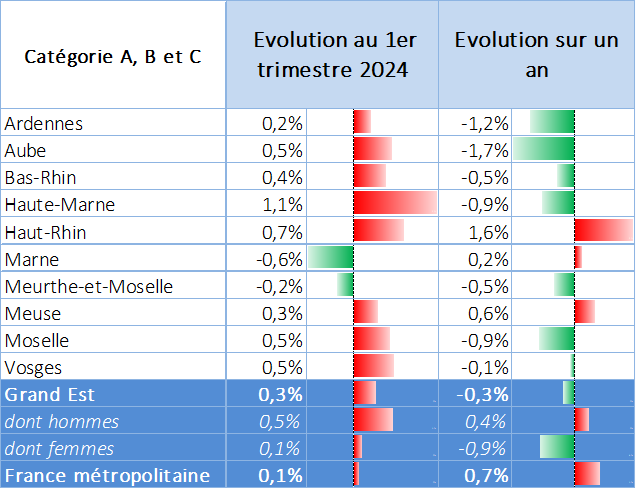 Catégorie A, B et C Evolution au 1er trimestre 2024 Evolution sur un an
Ardennes 0,2% -1,2%
Aube 0,5% -1,7%
Bas-Rhin 0,4% -0,5%
Haute-Marne 1,1% -0,9%
Haut-Rhin 0,7% 1,6%
Marne -0,6% 0,2%
Meurthe-et-Moselle -0,2% -0,5%
Meuse 0,3% 0,6%
Moselle 0,5% -0,9%
Vosges 0,5% -0,1%
Grand Est 0,3% -0,3%
dont hommes 0,5% 0,4%
dont femmes 0,1% -0,9%
France métropolitaine 0,1% 0,7%